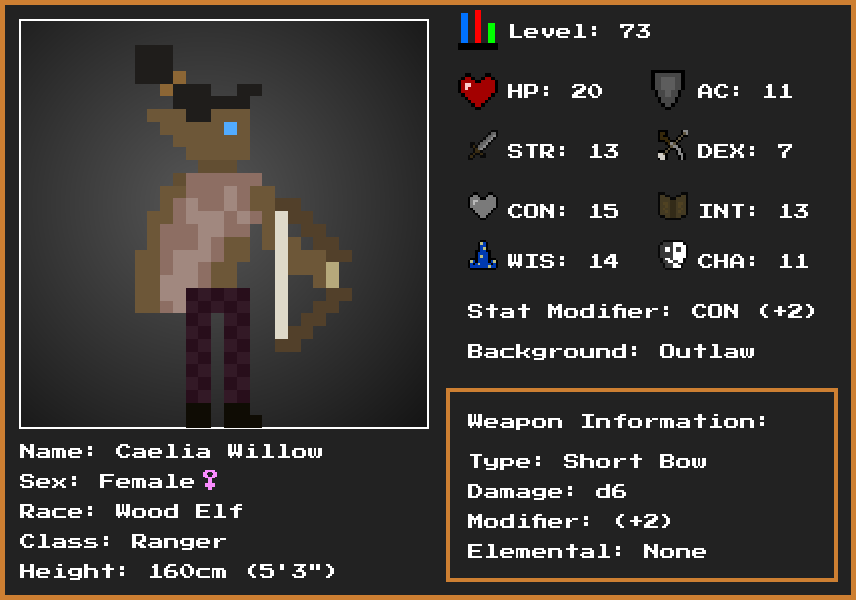 Level: 73
HP: 20 AC: 11
STR: 13 DEX: 7
CON: 15 INT: 13
WIS: 14 CHA: 11
Stat Modifier: CON (+2)
Background: Outlaw
Weapon Information:
Type: Short Bow
Damage: d6
Modifier: (+2)
Elemental: None
Name: Caelia Willow
Sex: Female♀
Race: Wood Elf
Class: Ranger
Height: 160cm (5'3")